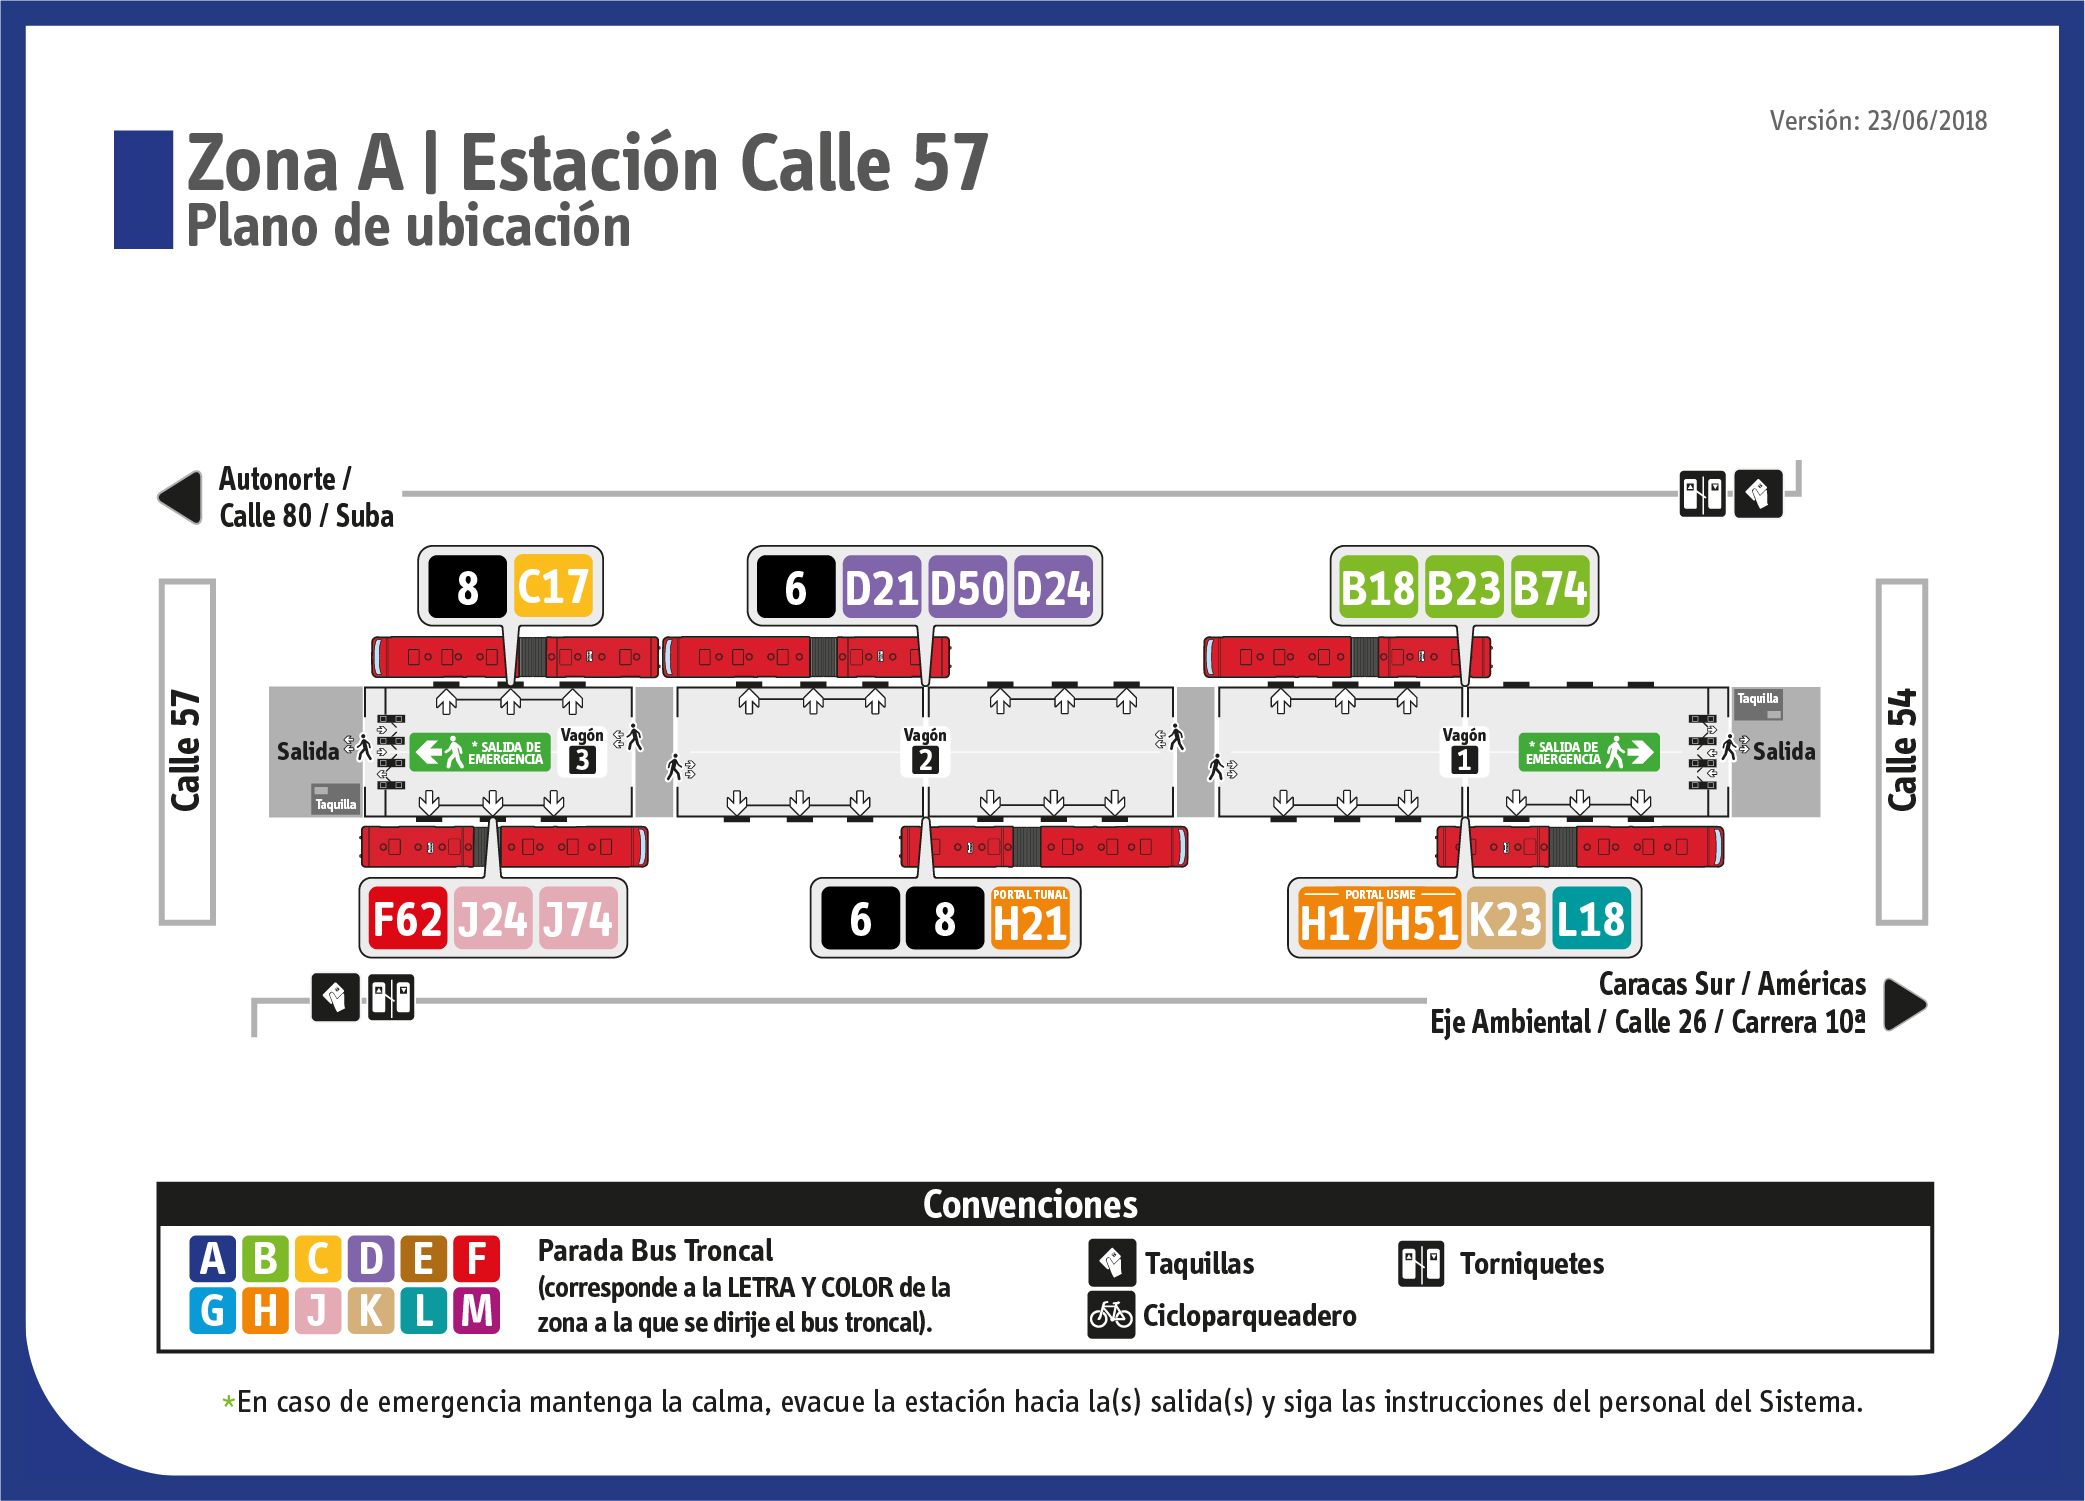 Versión: 23/06/2018
Zona A | Estación Calle 57
Plano de ubicación
Autonorte /
Calle 80 / Suba
8 C17
6 D21 D50 D24
B18 B23 B74
Calle 57
Salida
Taquilla
* SALIDA DE
EMERGENCIA
Vagón
3
Vagón
2
Vagón
1
* SALIDA DE
EMERGENCIA
Taquilla
Salida
Calle 54
F62 J24 J74
PORTAL TUNAL
6 8 H21
PORTAL USME
H17 H51 K23 L18
Caracas Sur / Américas
Eje Ambiental / Calle 26 / Carrera 10ª
Convenciones
A B C D E F
G H J K L M
Parada Bus Troncal
(corresponde a la LETRA Y COLOR de la
zona a la que se dirije el bus troncal).
Taquillas
Cicloparqueadero
Torniquetes
*En caso de emergencia mantenga la calma, evacue la estación hacia la(s) salida(s) y siga las instrucciones del personal del Sistema.